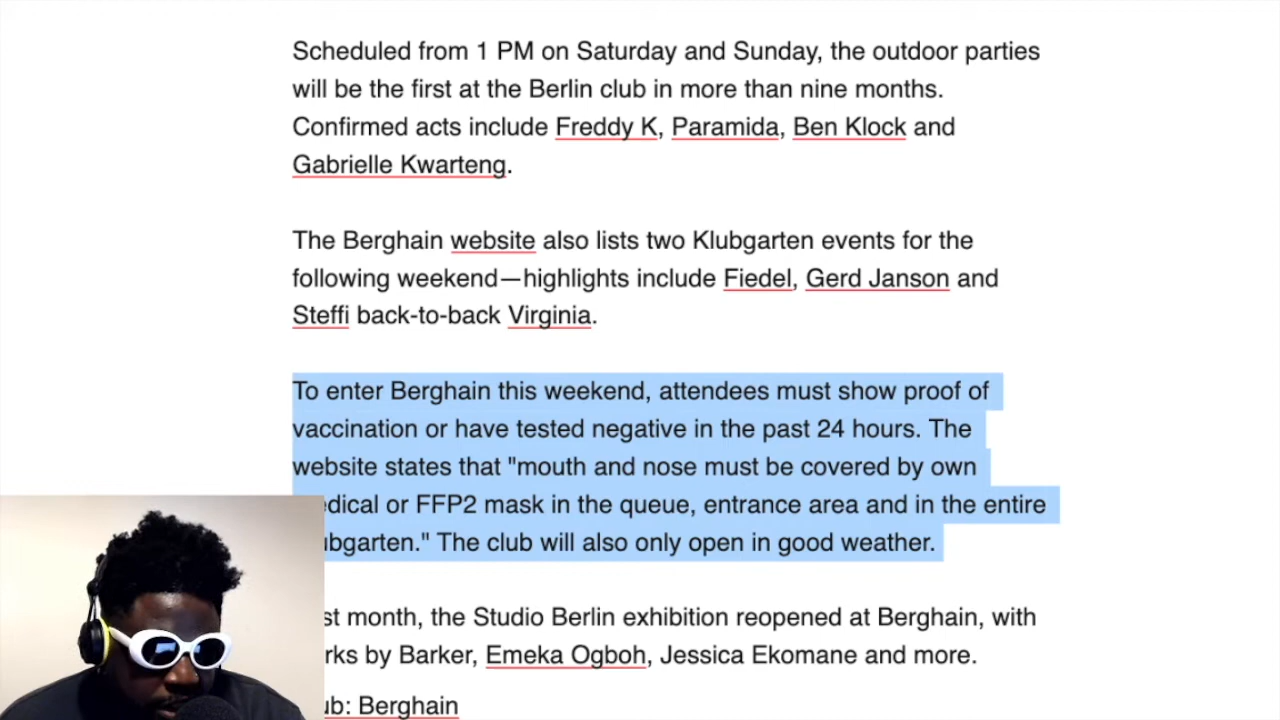 Scheduled from 1 PM on Saturday and Sunday, the outdoor parties
will be the first at the Berlin club in more than nine months.
Confirmed acts include Freddy K, Paramida, Ben Klock and
Gabrielle Kwarteng.
The Berghain website also lists two Klubgarten events for the
following weekend—highlights include Fiedel, Gerd Janson and
Steffi back-to-back Virginia.
To enter Berghain this weekend, attendees must show proof of
vaccination or have tested negative in the past 24 hours. The
website states that "mouth and nose must be covered by own
or FFP2 mask in the queue, entrance area and in the entire
The club will also only open in good weather.
month, the Studio Berlin exhibition reopened at Berghain, with
by Barker, Emeka Ogboh, Jessica Ekomane and more.
Berghain